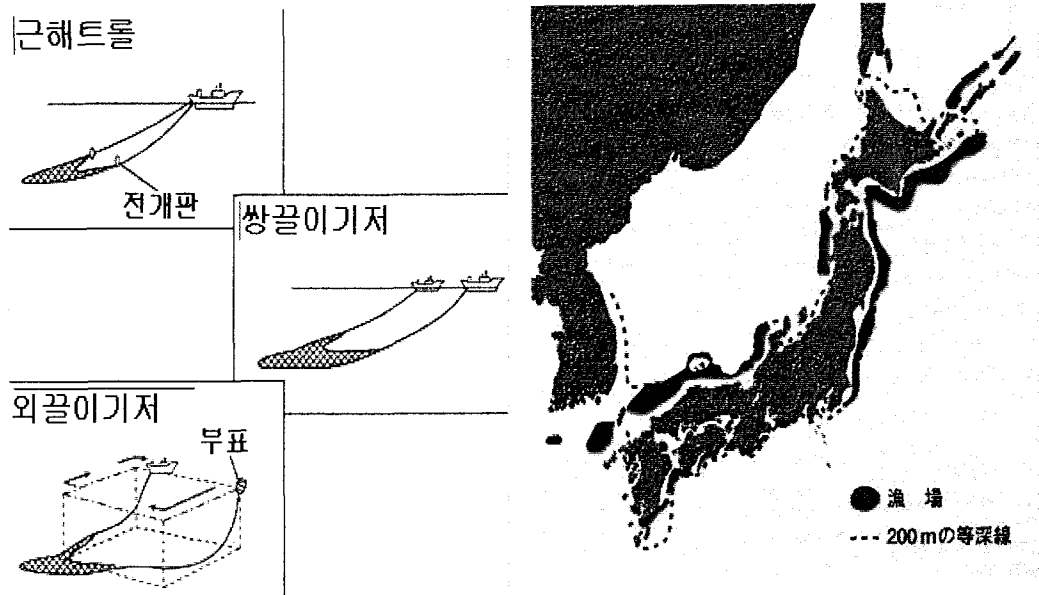 근해트롤
전개판
쌍끌이기저
외끌이기저
부표
漁場
200mの等深線